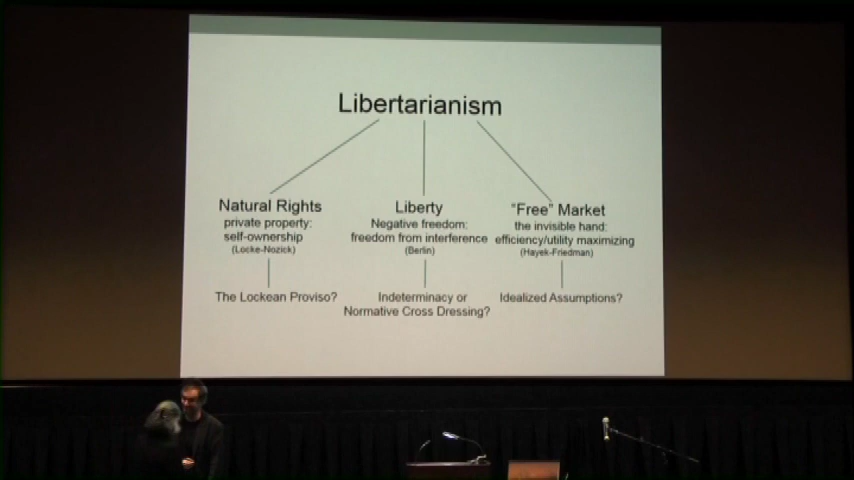 Libertarianism
Natural Rights
private property:
self-ownership
(Locke-Nozick)
The Lockean Proviso?
Liberty
Negative freedom:
freedom from interference
(Berlin)
Indeterminacy or
Normative Cross Dressing?
"Free" Market
the invisible hand:
efficiency/utility maximizing
(Hayek-Friedman)
Idealized Assumptions?